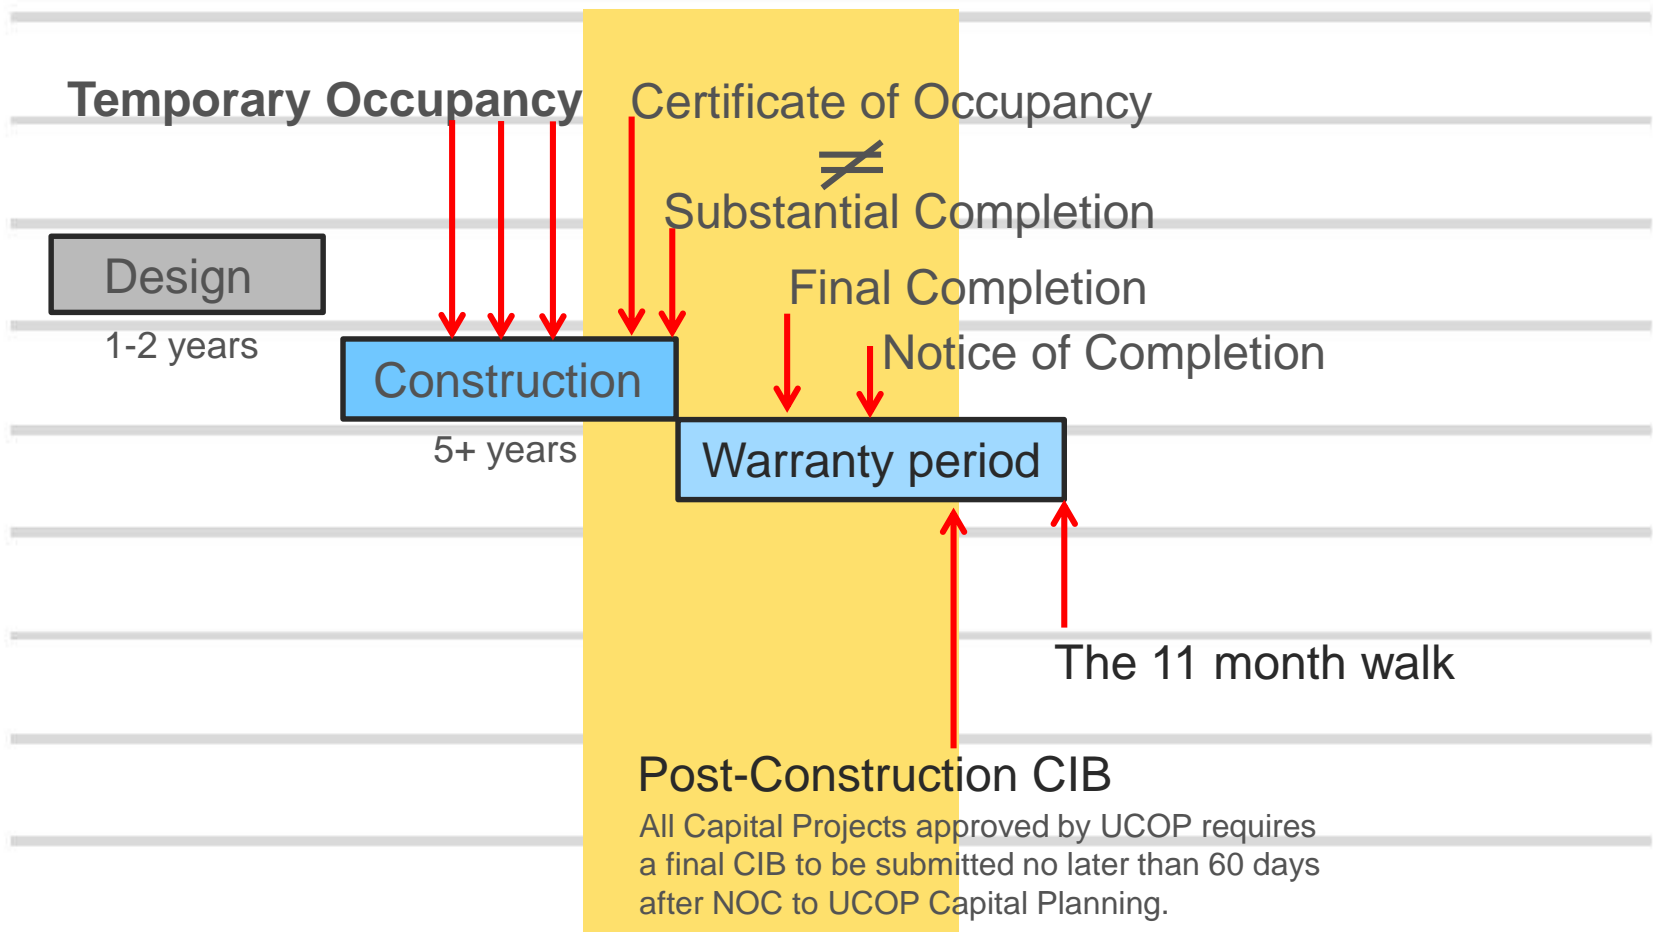 Temporary Occupancy
Certificate of Occupancy
≠
Substantial Completion
Design
Final Completion
1-2 years
Notice of Completion
Construction
5+ years
Warranty period
The 11 month walk
Post-Construction CIB
All Capital Projects approved by UCOP requires
a final CIB to be submitted no later than 60 days
after NOC to UCOP Capital Planning.